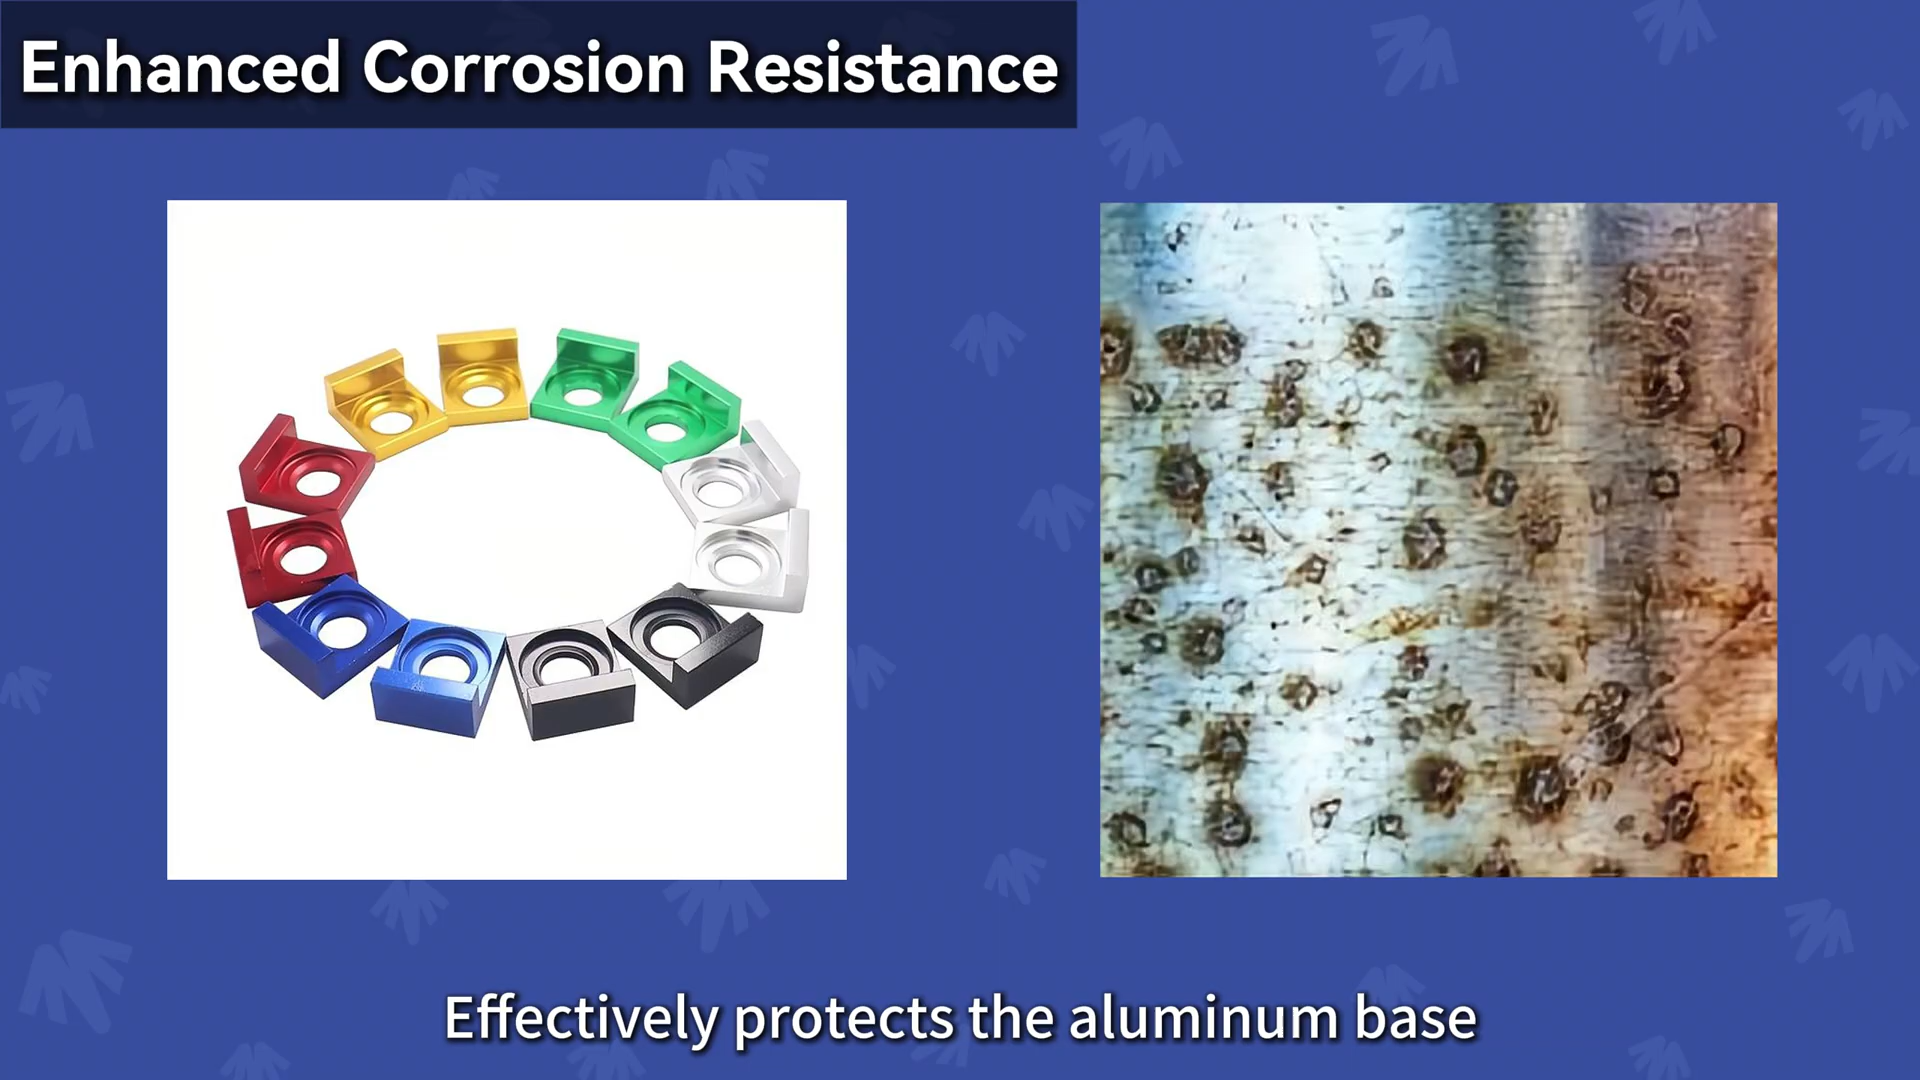 Enhanced Corrosion Resistance
Effectively protects the aluminum base